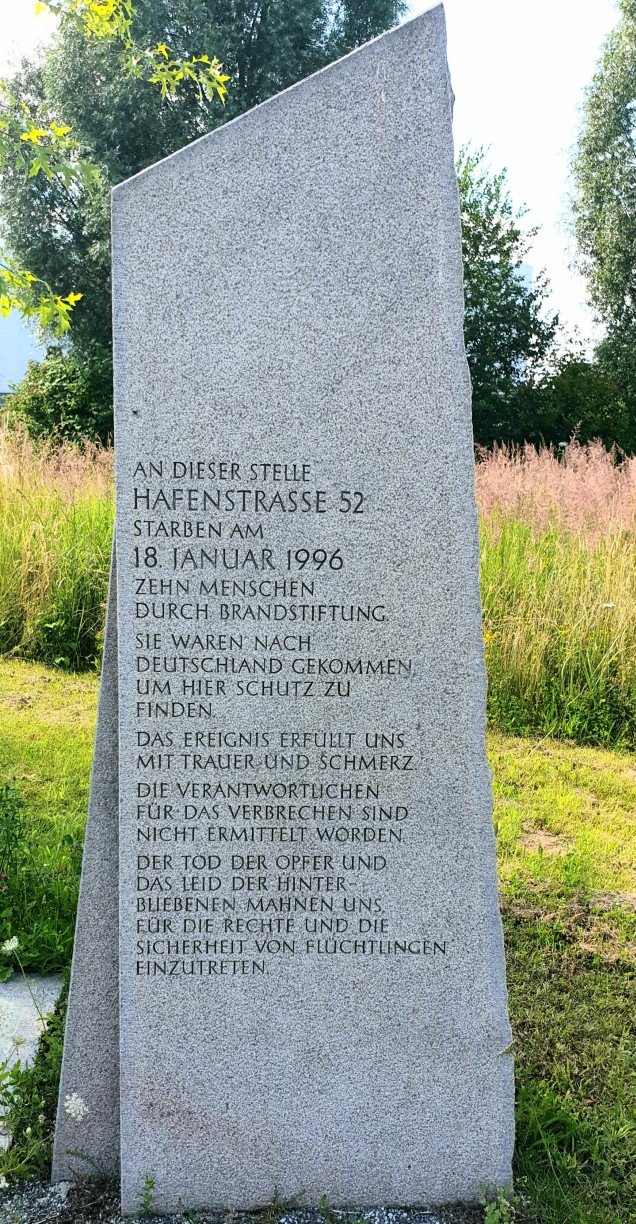 AN DIESER STELLE
HAFENSTRASSE 52
STARBEN AM
18. JANUAR 1996
ZEHN MENSCHEN
DURCH BRANDSTIFTUNG.
SIE WAREN NACH
DEUTSCHLAND GEKOMMEN,
UM HIER SCHUTZ ZU
FINDEN.
DAS EREIGNIS ERFÜLLT UNS
MIT TRAUER UND SCHMERZ.
DIE VERANTWORTLICHEN
FÜR DAS VERBRECHEN SIND
NICHT ERMITTELT WORDEN.
DER TOD DER OPFER UND
DAS LEID DER HINTER-
BLIEBENEN MAHNEN UNS,
FÜR DIE RECHTE UND DIE
SICHERHEIT VON FLÜCHTLINGEN
EINZUTRETEN.